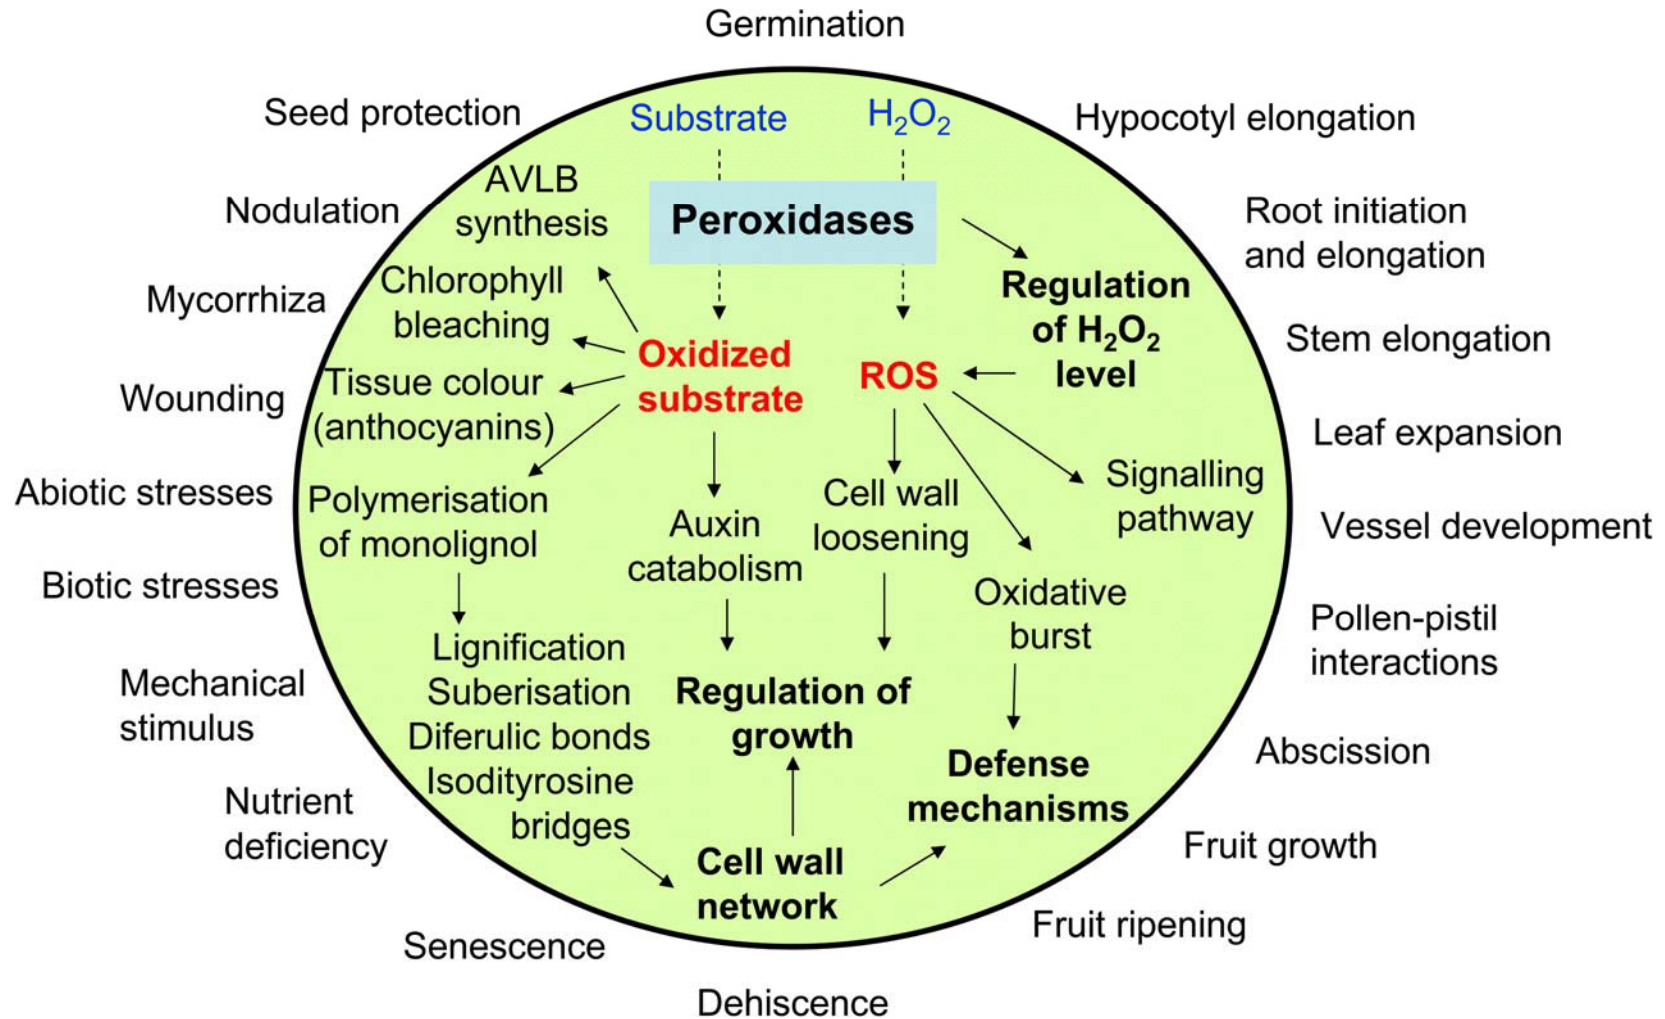 Germination
Seed protection
Substrate
H₂O₂
Hypocotyl elongation
AVLB
synthesis
Nodulation
Peroxidases
Root initiation
and elongation
Mycorrhiza
Chlorophyll
bleaching
Regulation
of H₂O₂
level
Stem elongation
Oxidized
substrate
ROS
Wounding
Tissue colour
(anthocyanins)
Leaf expansion
Abiotic stresses
Polymerisation
of monolignol
Auxin
catabolism
Cell wall
loosening
Signalling
pathway
Vessel development
Biotic stresses
Oxidative
burst
Pollen-pistil
interactions
Mechanical
stimulus
Lignification
Suberisation
Diferulic bonds
Isodityrosine
bridges
Regulation of
growth
Defense
mechanisms
Abscission
Nutrient
deficiency
Cell wall
network
Fruit growth
Senescence
Fruit ripening
Dehiscence